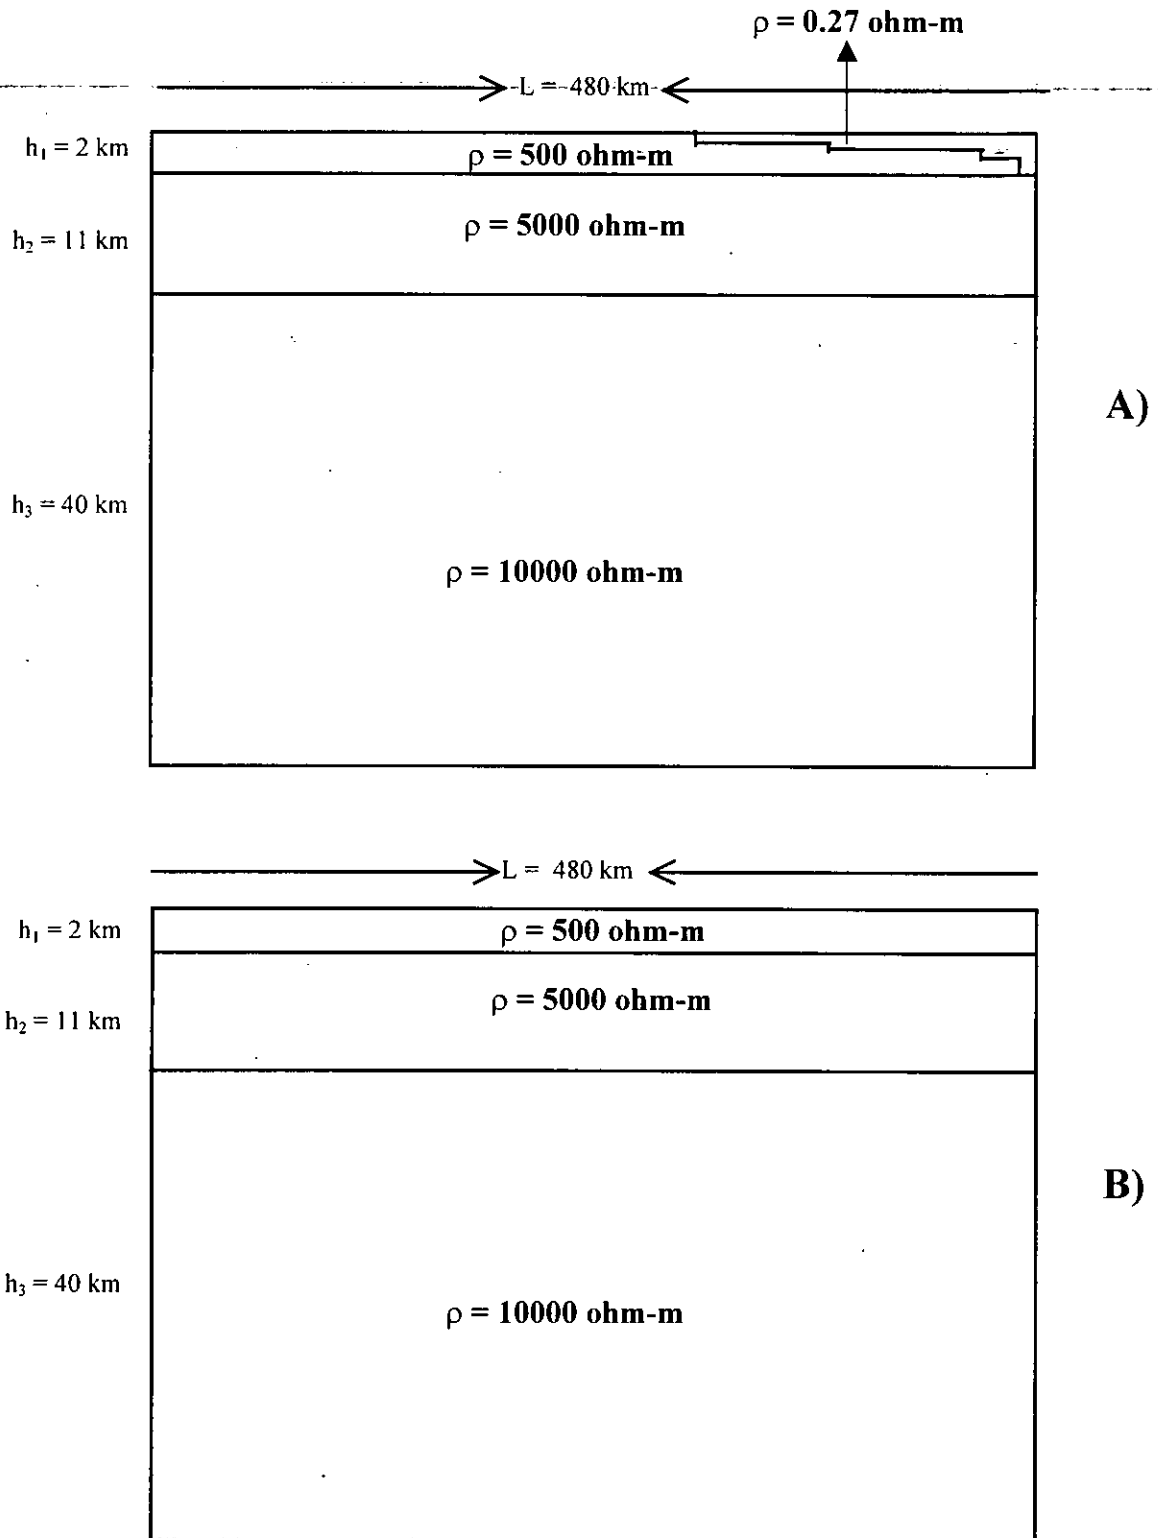 ρ = 0.27 ohm-m
L = 480 km
h₁ = 2 km
ρ = 500 ohm-m
h₂ = 11 km
ρ = 5000 ohm-m
A)
h₃ = 40 km
ρ = 10000 ohm-m
L = 480 km
h₁ = 2 km
ρ = 500 ohm-m
h₂ = 11 km
ρ = 5000 ohm-m
B)
h₃ = 40 km
ρ = 10000 ohm-m